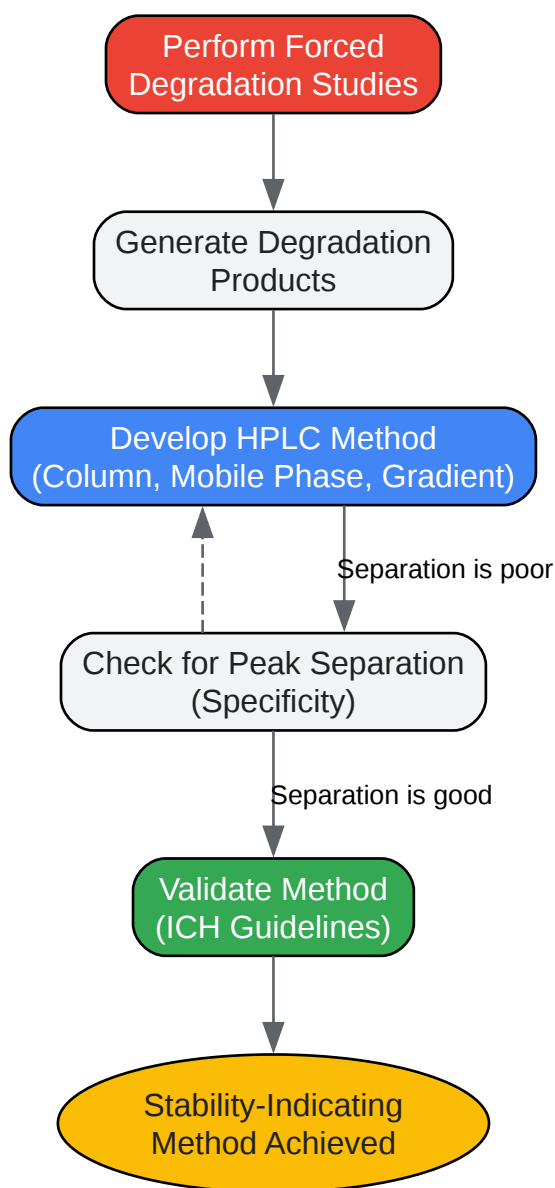 Perform Forced
Degradation Studies
Generate Degradation
Products
Develop HPLC Method
(Column, Mobile Phase, Gradient)
Separation is poor
Check for Peak Separation
(Specificity)
Separation is good
Validate Method
(ICH Guidelines)
Stability-Indicating
Method Achieved